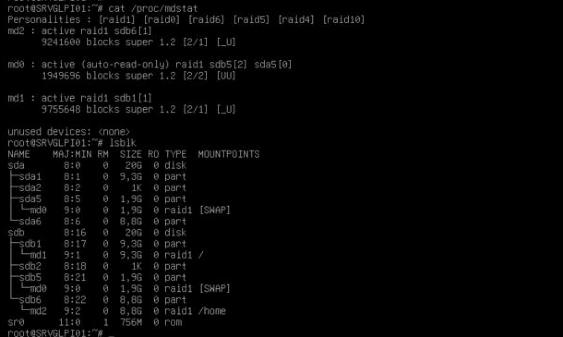 root@SRVGLPI01:~# cat /proc/mdstat
Personalities : [raid1] [raid0] [raid6] [raid5] [raid4] [raid10]
md2 : active raid1 sdb6[1]
      9241600 blocks super 1.2 [2/1] [_U]

md0 : active (auto-read-only) raid1 sdb5[2] sda5[0]
      1949696 blocks super 1.2 [2/2] [UU]

md1 : active raid1 sdb1[1]
      9755648 blocks super 1.2 [2/1] [_U]

unused devices: <none>
root@SRVGLPI01:~# lsblk
NAME    MAJ:MIN RM  SIZE RO TYPE  MOUNTPOINTS
sda       8:0    0   20G  0 disk
├─sda1    8:1    0  9,3G  0 part
├─sda2    8:2    0    1K  0 part
├─sda5    8:5    0  1,9G  0 part
│ └─md0   9:0    0  1,9G  0 raid1 [SWAP]
└─sda6    8:6    0  8,8G  0 part
sdb       8:16   0   20G  0 disk
├─sdb1    8:17   0  9,3G  0 part
│ └─md1   9:1    0  9,3G  0 raid1 /
├─sdb2    8:18   0    1K  0 part
├─sdb5    8:21   0  1,9G  0 part
│ └─md0   9:0    0  1,9G  0 raid1 [SWAP]
└─sdb6    8:22   0  8,8G  0 part
  └─md2   9:2    0  8,8G  0 raid1 /home
sr0      11:0    1  756M  0 rom
root@SRVGLPI01:~# _